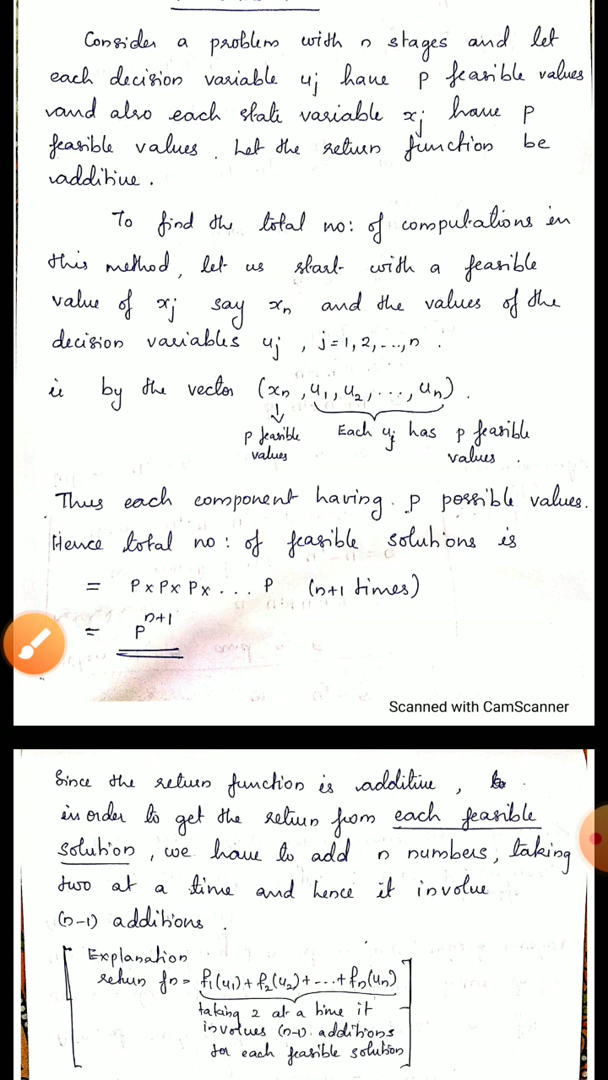 Consider a problem with n stages and let
each decision variable uj have p feasible values
and also each state variable xj have p
feasible values. Let the return function be
additive.
To find the total no: of computations in
this method, let us start with a feasible
value of xj say xn and the values of the
decision variables uj, j=1,2,...,n.
ie by the vector (xn, u1, u2, ..., un).
p feasible values
Each uj has p feasible values.
Thus each component having p possible values.
Hence total no: of feasible solutions is
= P x P x P x ... P (n+1 times)
= P^n+1
Scanned with CamScanner
Since the return function is additive,
in order to get the return from each feasible
solution, we have to add n numbers, taking
two at a time and hence it involve
(n-1) additions.
Explanation
return fn = f1(u1) + f2(u2) + ... + fn(un)
taking 2 at a time it
involves (n-1) additions
for each feasible solution